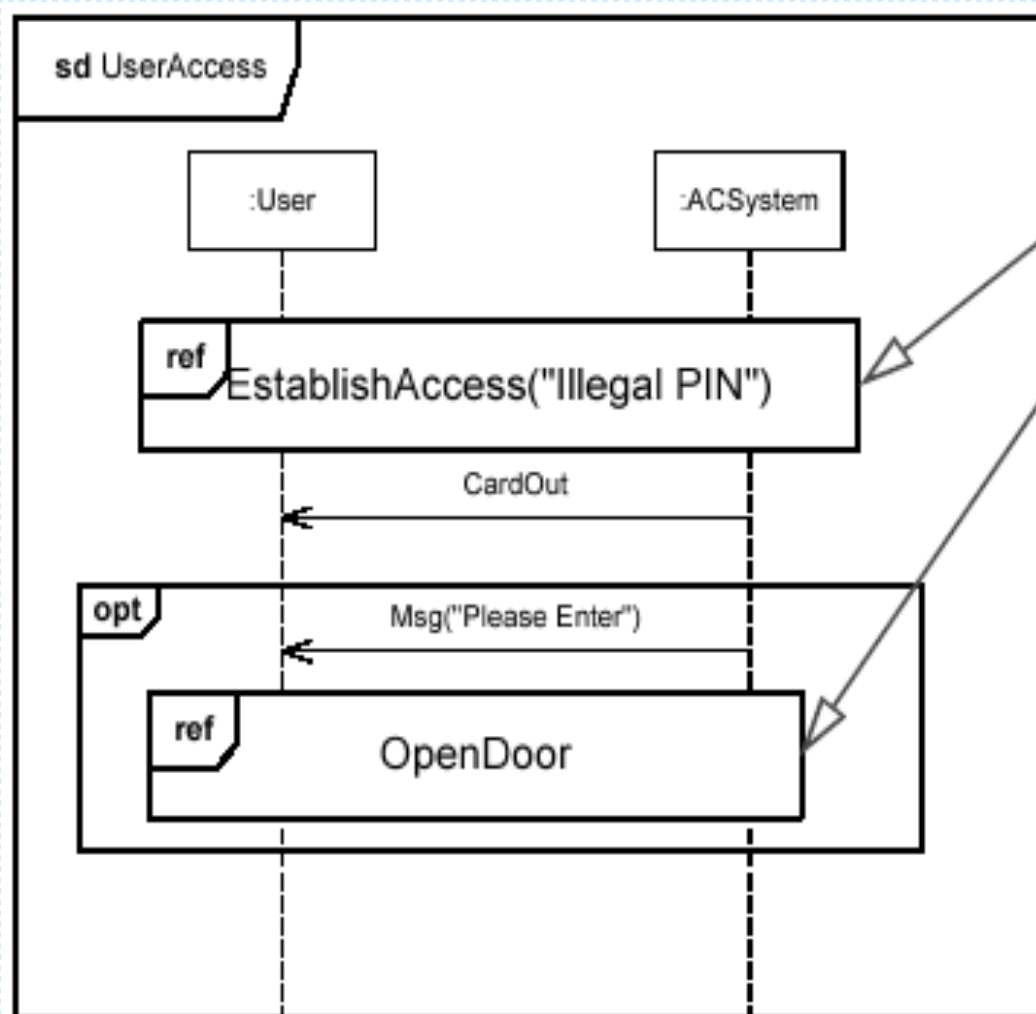 sd UserAccess
:User
:ACSystem
ref
EstablishAccess("Illegal PIN")
CardOut
opt
Msg("Please Enter")
ref
OpenDoor